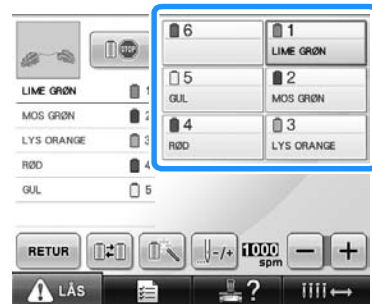 STOP
6
1
LIME GRØN
5
GUL
2
MOS GRØN
4
RØD
3
LYS ORANGE
LIME GRØN 1
MOS GRØN 2
LYS ORANGE 3
RØD 4
GUL 5
RETUR
-/+
1000
spm
- +
LÅS
?